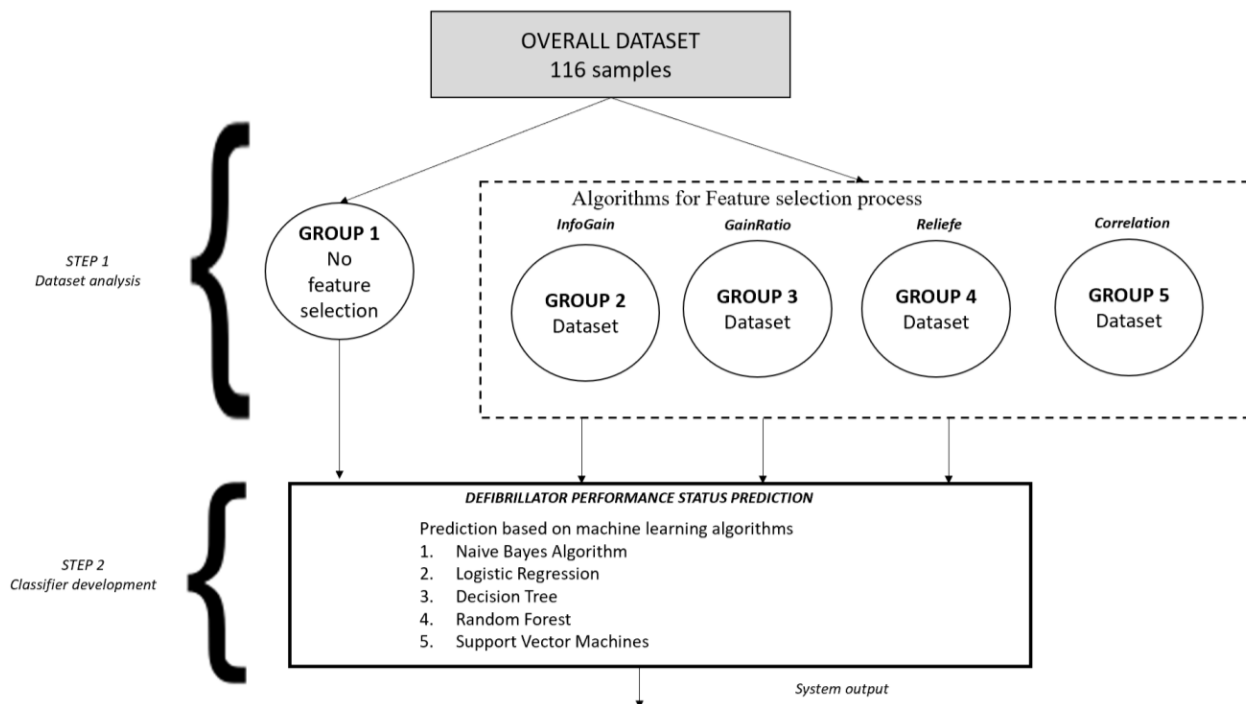 OVERALL DATASET
116 samples
STEP 1
Dataset analysis
GROUP 1
No
feature
selection
Algorithms for Feature selection process
InfoGain
GainRatio
Reliefe
Correlation
GROUP 2
Dataset
GROUP 3
Dataset
GROUP 4
Dataset
GROUP 5
Dataset
STEP 2
Classifier development
DEFIBRILLATOR PERFORMANCE STATUS PREDICTION
Prediction based on machine learning algorithms
1. Naive Bayes Algorithm
2. Logistic Regression
3. Decision Tree
4. Random Forest
5. Support Vector Machines
System output